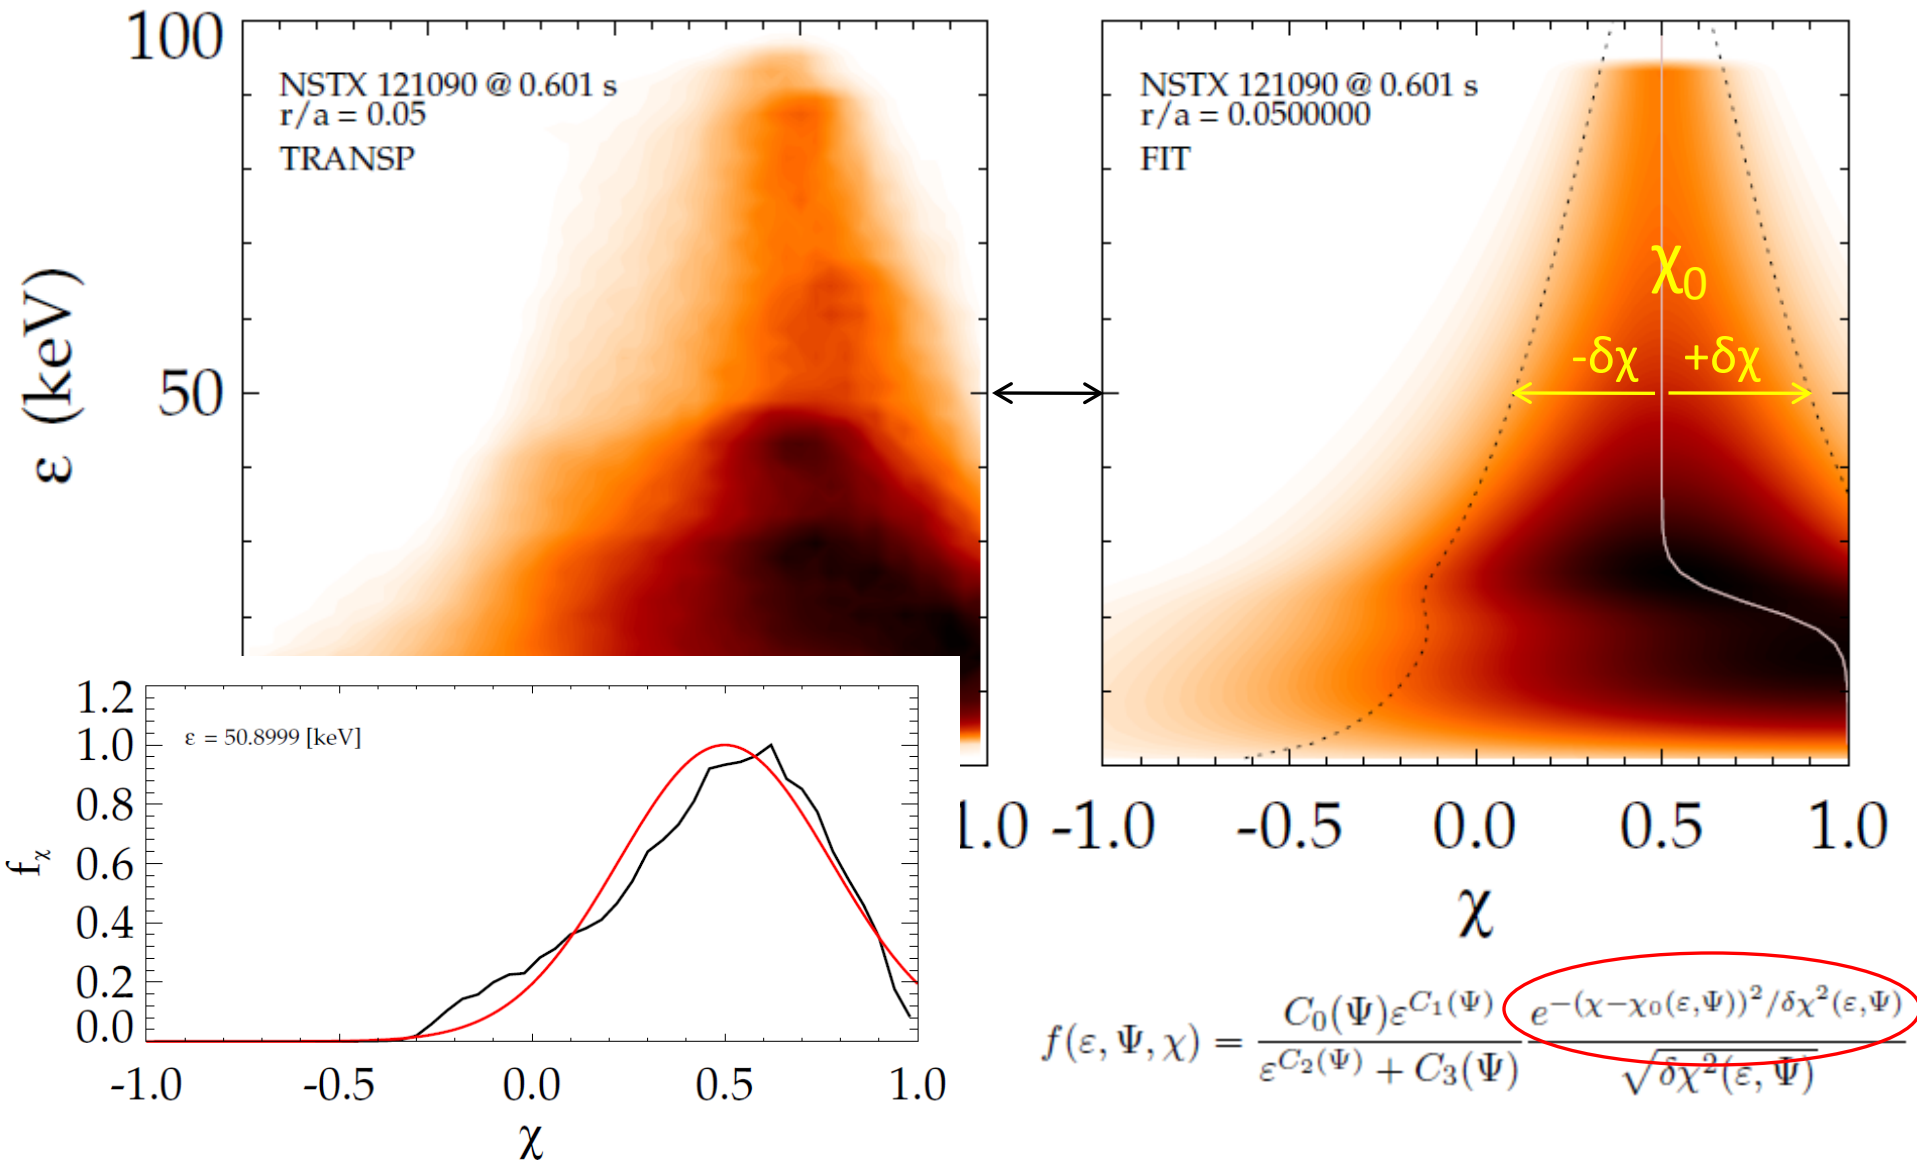 100
50
ε (keV)
NSTX 121090 @ 0.601 s
r/a = 0.05
TRANSP
NSTX 121090 @ 0.601 s
r/a = 0.0500000
FIT
χ₀
-δχ +δχ
1.0 -1.0 -0.5 0.0 0.5 1.0
χ
1.2
1.0
0.8
0.6
0.4
0.2
0.0
fχ
ε = 50.8999 [keV]
-1.0 -0.5 0.0 0.5 1.0
χ
f(ε, Ψ, χ) = C₀(Ψ)ε^{C₁(Ψ)} / (ε^{C₂(Ψ)} + C₃(Ψ)) e^{−(χ−χ₀(ε,Ψ))²/δχ²(ε,Ψ)} / √δχ²(ε, Ψ)